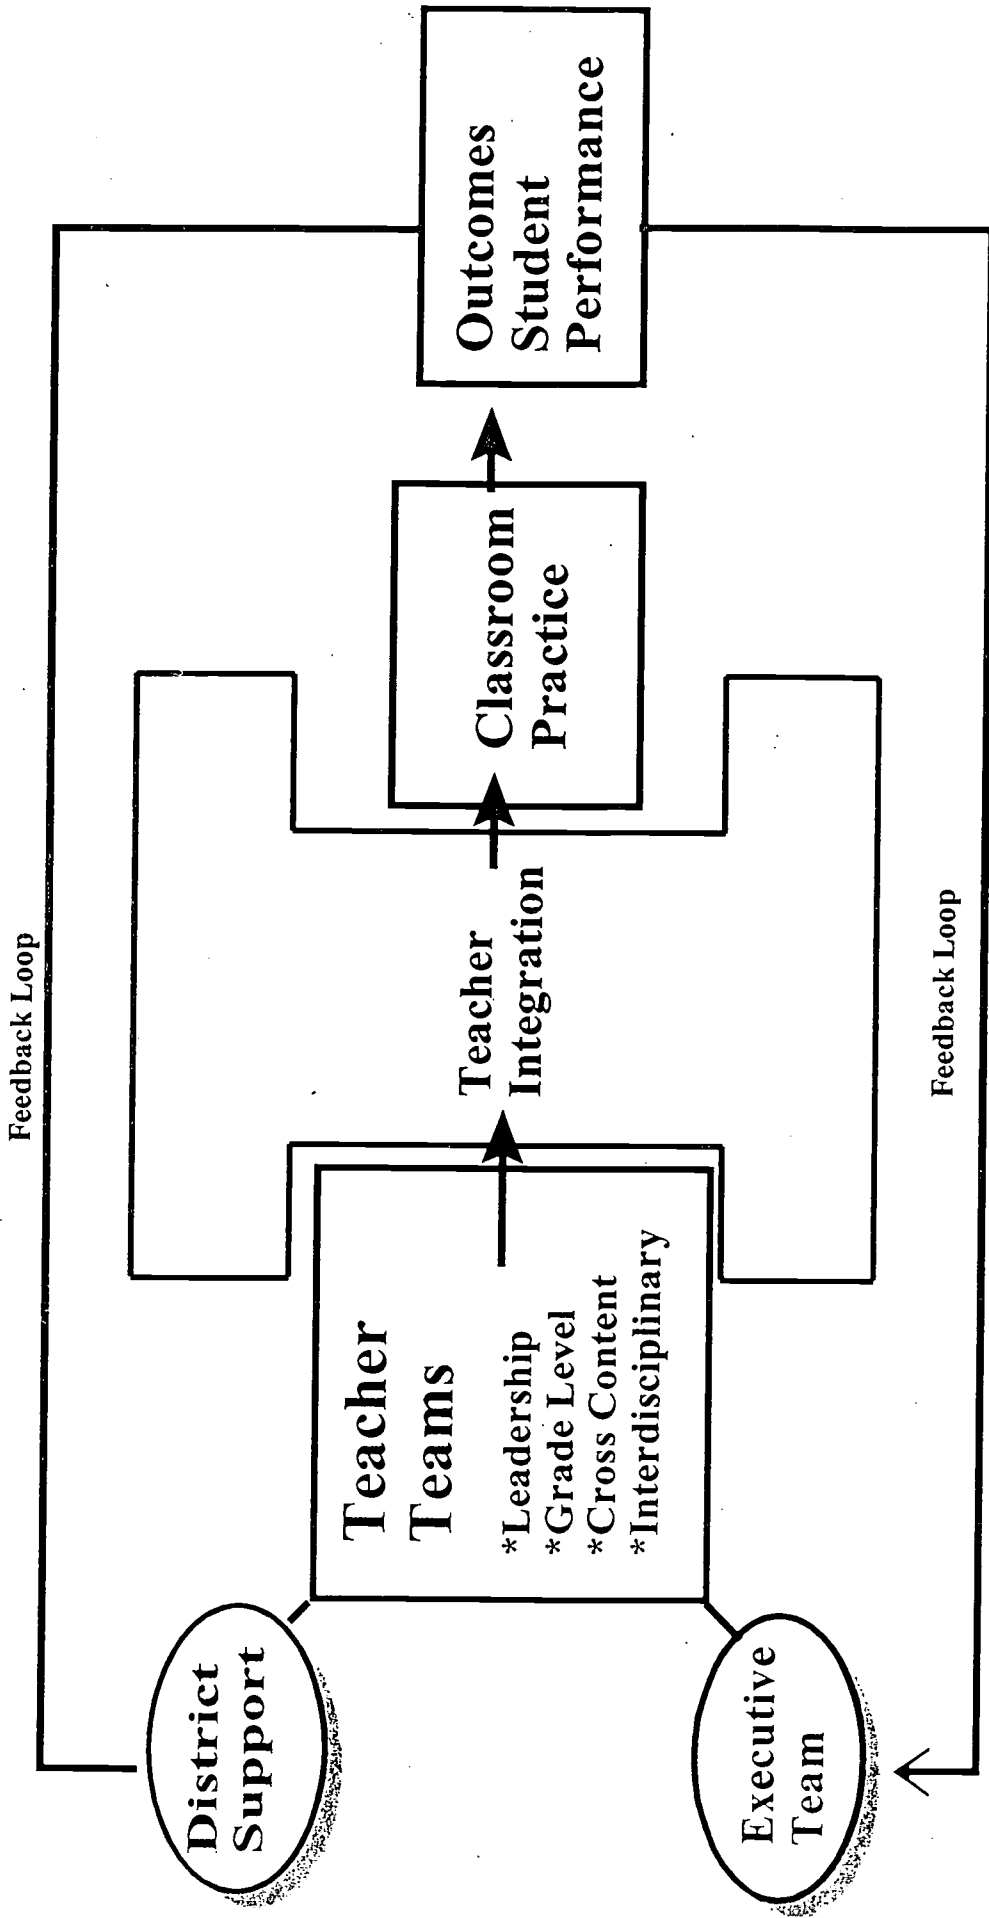 Feedback Loop
District
Support
Teacher
Teams
*Leadership
*Grade Level
*Cross Content
*Interdisciplinary
Teacher
Integration
Classroom
Practice
Outcomes
Student
Performance
Executive
Team
Feedback Loop